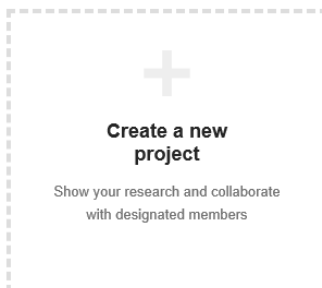 Create a new
project
Show your research and collaborate
with designated members